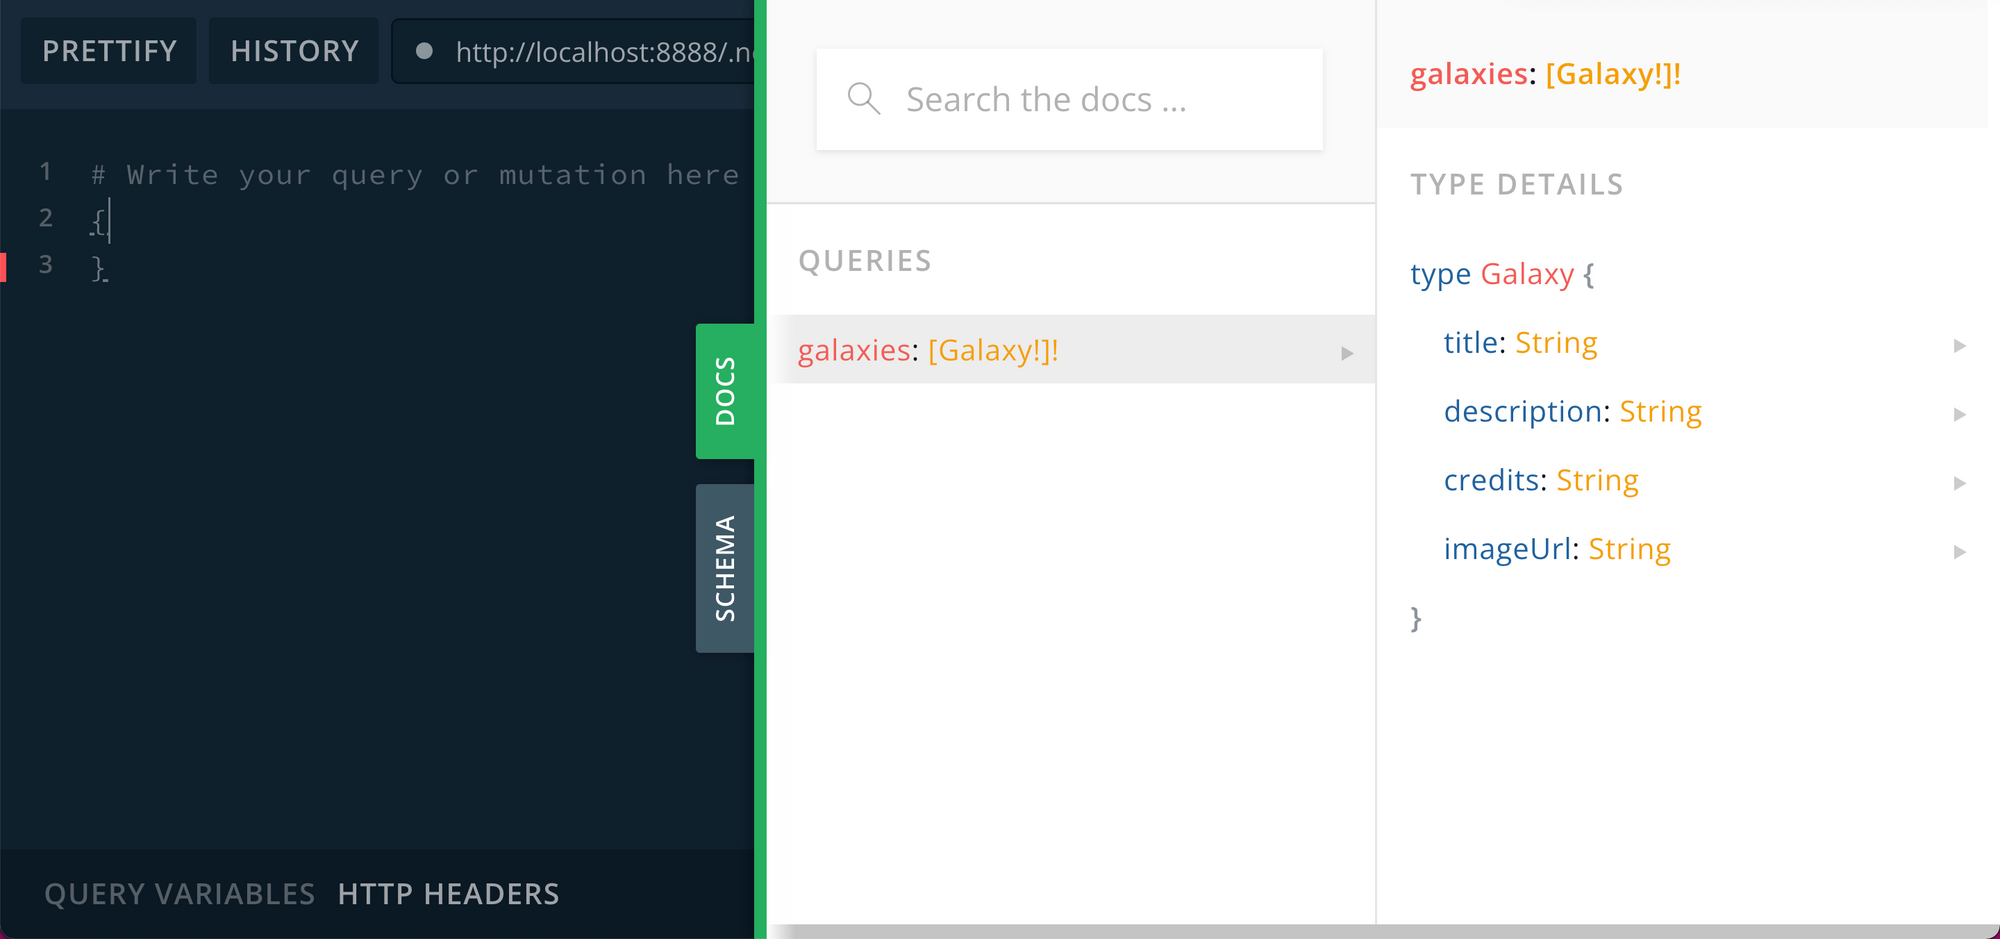 PRETTIFY
HISTORY
http://localhost:8888/.n
1 # Write your query or mutation here
2 {
3 }
DOCS
SCHEMA
QUERY VARIABLES
HTTP HEADERS
Search the docs ...
QUERIES
galaxies: [Galaxy!]!
galaxies: [Galaxy!]!
TYPE DETAILS
type Galaxy {
title: String
description: String
credits: String
imageUrl: String
}